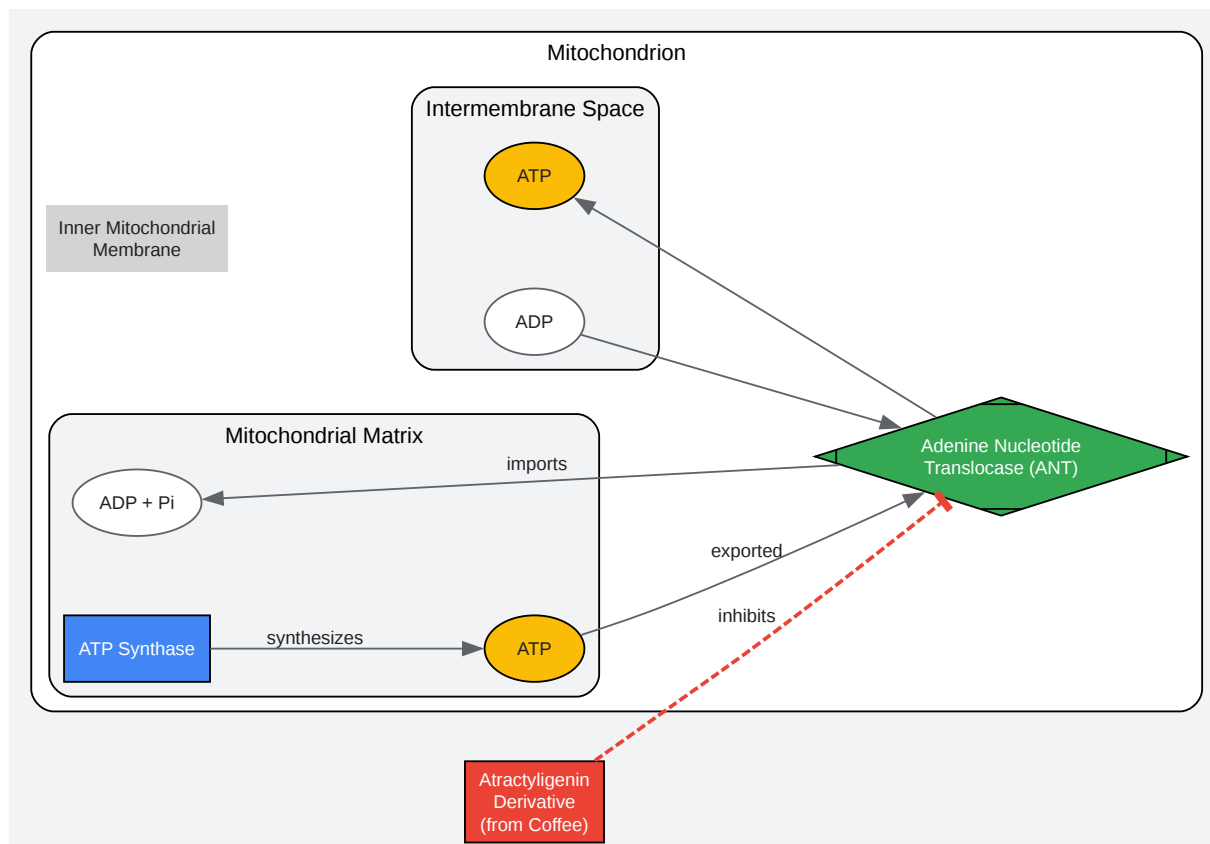 Mitochondrion
Intermembrane Space
ATP
Inner Mitochondrial
Membrane
ADP
Mitochondrial Matrix
Adenine Nucleotide
Translocase (ANT)
imports
ADP + Pi
exported
inhibits
synthesizes
ATP Synthase
ATP
Atractyligenin
Derivative
(from Coffee)